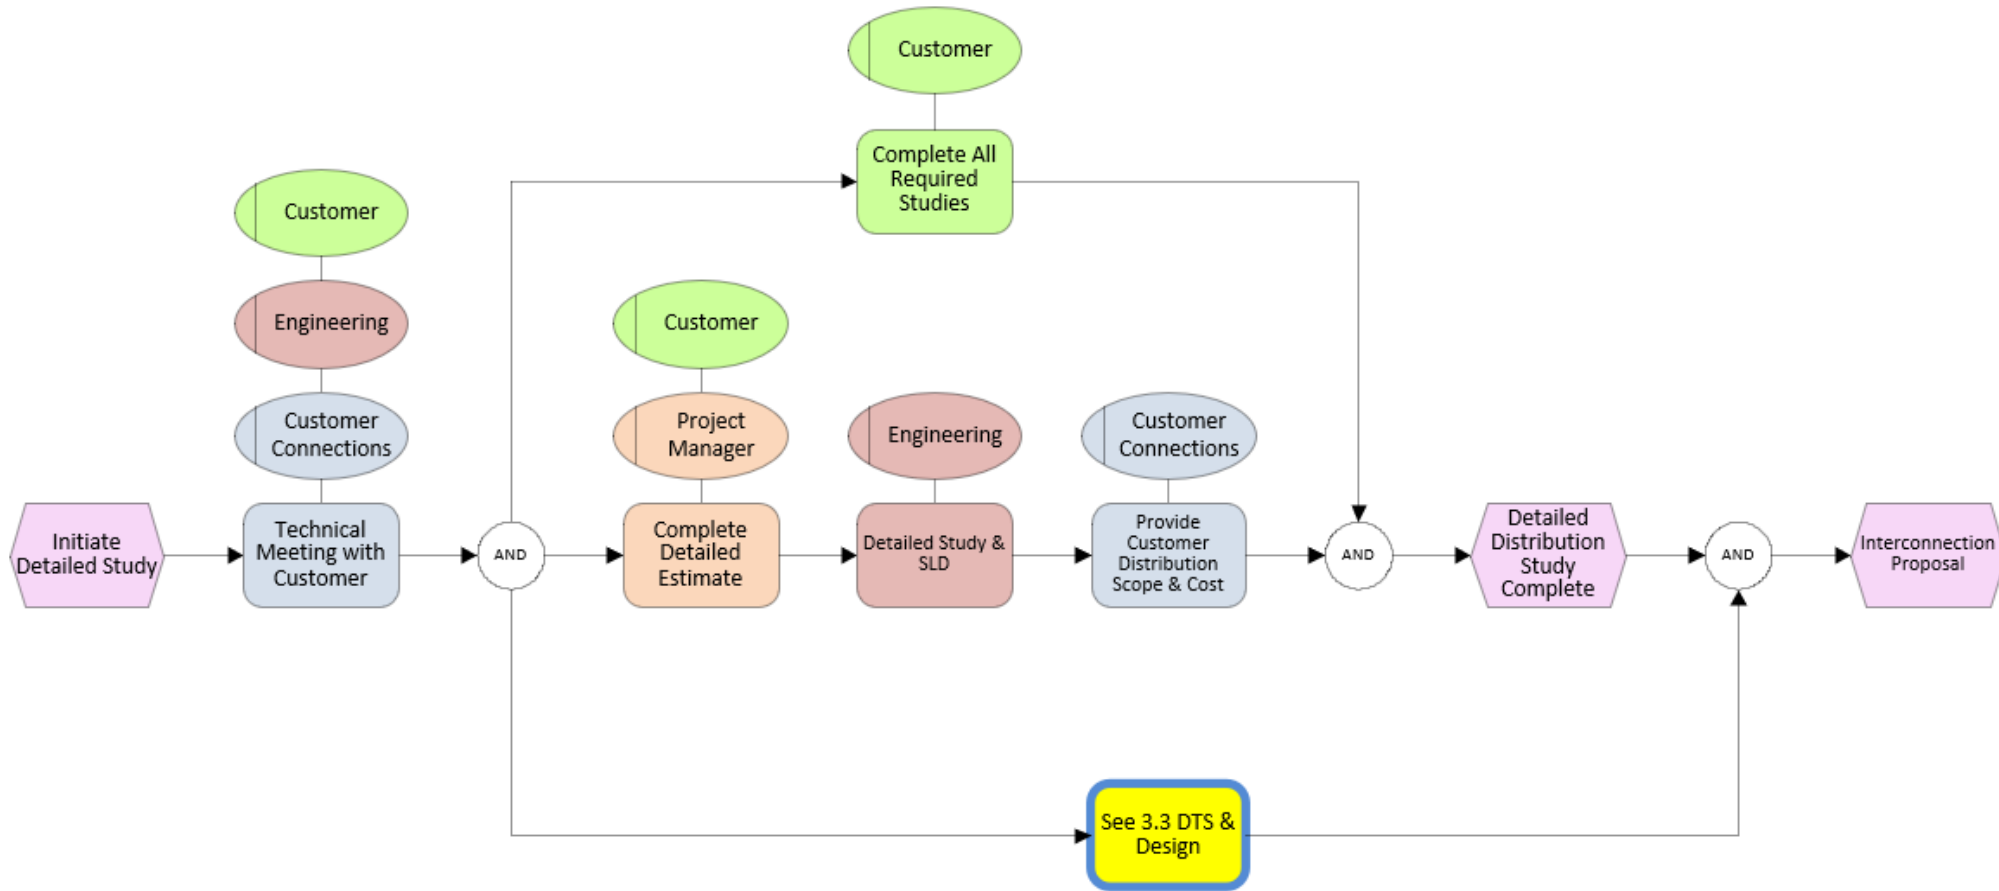 Customer
Complete All
Required
Studies
Customer
Engineering
Customer
Connections
Customer
Project
Manager
Engineering
Customer
Connections
Initiate
Detailed Study
Technical
Meeting with
Customer
AND
Complete
Detailed
Estimate
Detailed Study &
SLD
Provide
Customer
Distribution
Scope & Cost
AND
Detailed
Distribution
Study
Complete
AND
Interconnection
Proposal
See 3.3 DTS &
Design